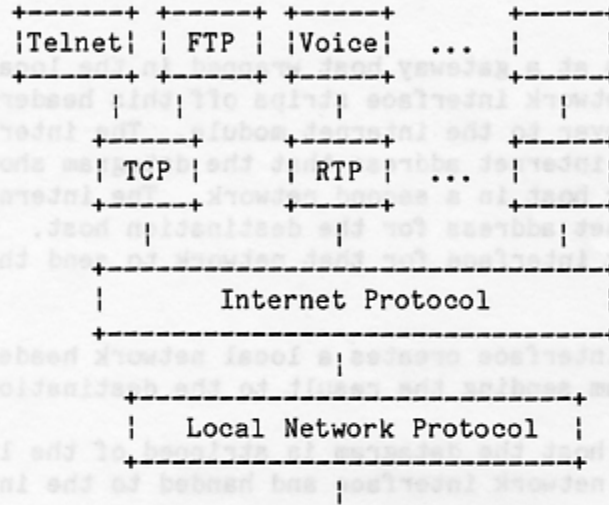 Telnet FTP Voice ...
TCP RTP ...
Internet Protocol
Local Network Protocol